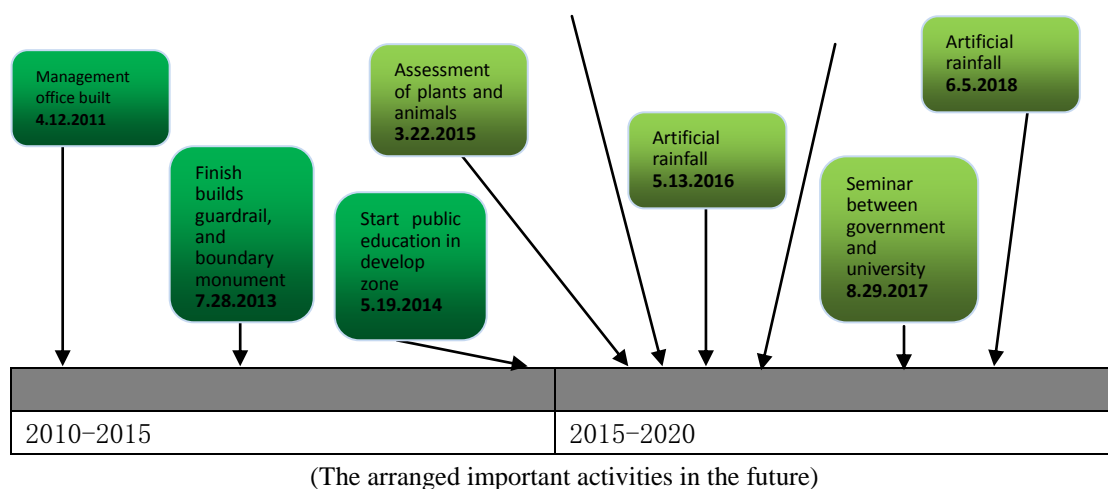 Management
office built
4.12.2011
Finish
builds
guardrail,
and
boundary
monument
7.28.2013
Start public
education in
develop
zone
5.19.2014
Assessment
of plants and
animals
3.22.2015
Artificial
rainfall
5.13.2016
Seminar
between
government
and
university
8.29.2017
Artificial
rainfall
6.5.2018
2010-2015
2015-2020
(The arranged important activities in the future)